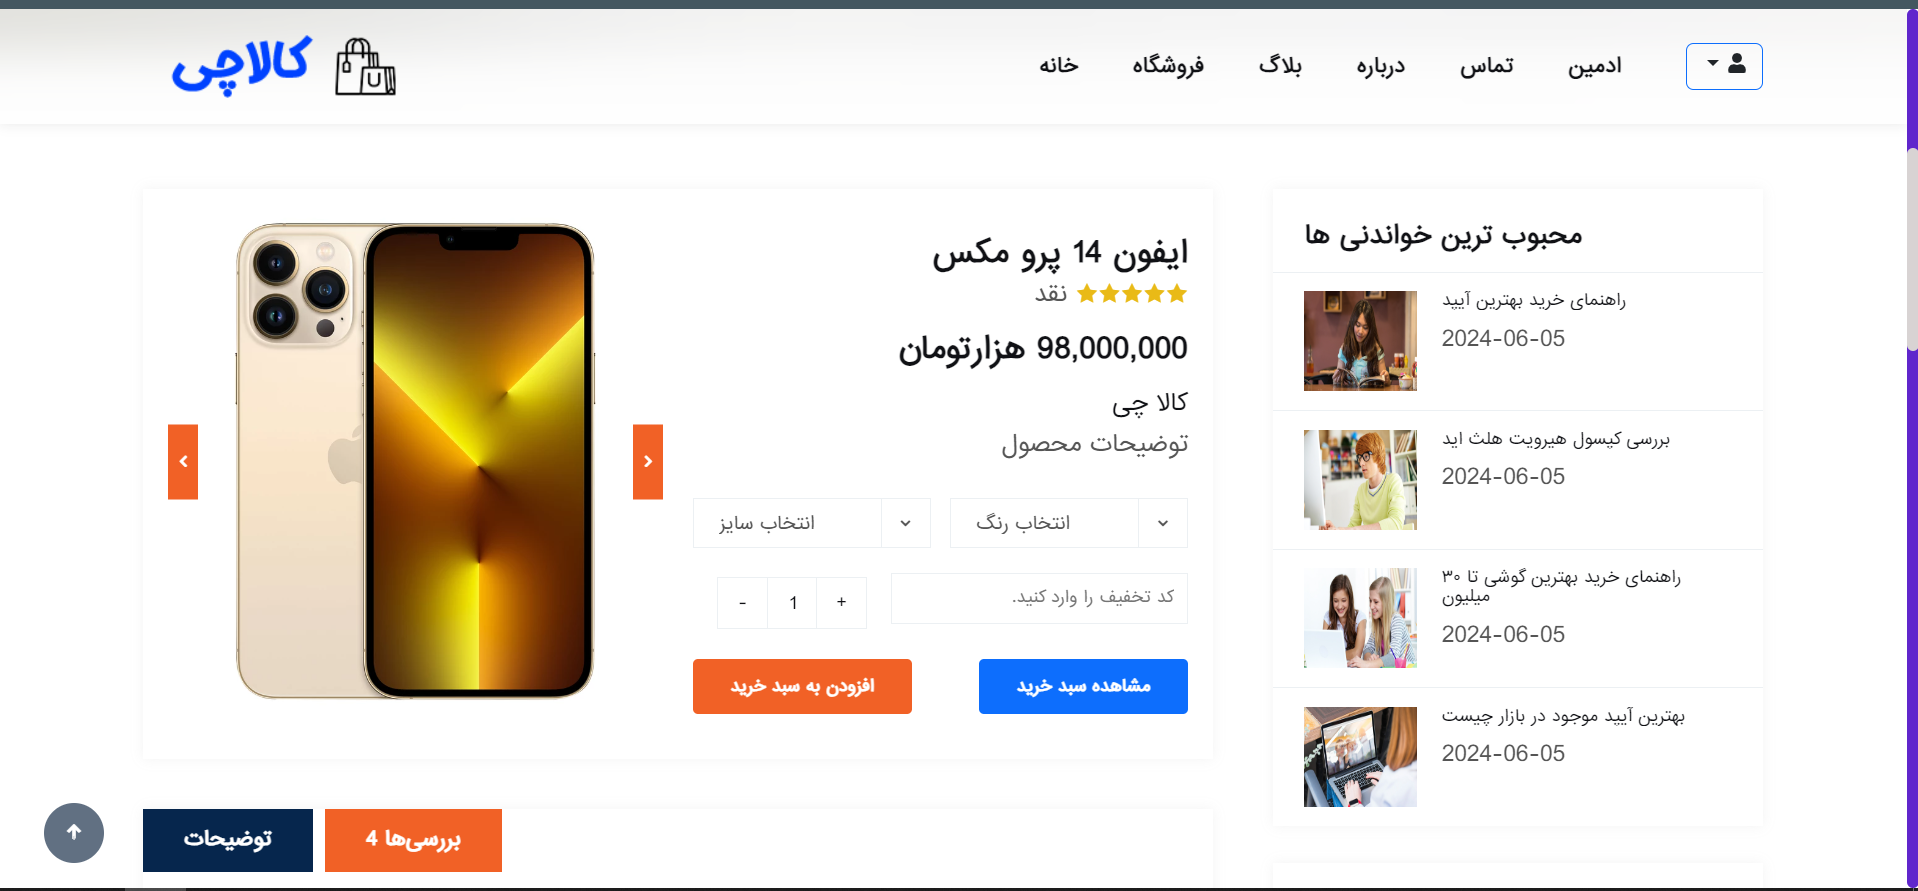 ادمین
تماس
درباره
بلاگ
فروشگاه
خانه
کالاچی
محبوب ترین خواندنی ها
راهنمای خرید بهترین آیپد
2024-06-05
بررسی کپسول هیرویت هلث اید
2024-06-05
راهنمای خرید بهترین گوشی تا ۳۰
میلیون
2024-06-05
بهترین آیپد موجود در بازار چیست
2024-06-05
ایفون 14 پرو مکس
نقد
98,000,000 هزارتومان
کالا چی
توضیحات محصول
انتخاب رنگ
انتخاب سایز
کد تخفیف را وارد کنید.
+ 1 -
مشاهده سبد خرید
افزودن به سبد خرید
بررسی‌ها 4
توضیحات